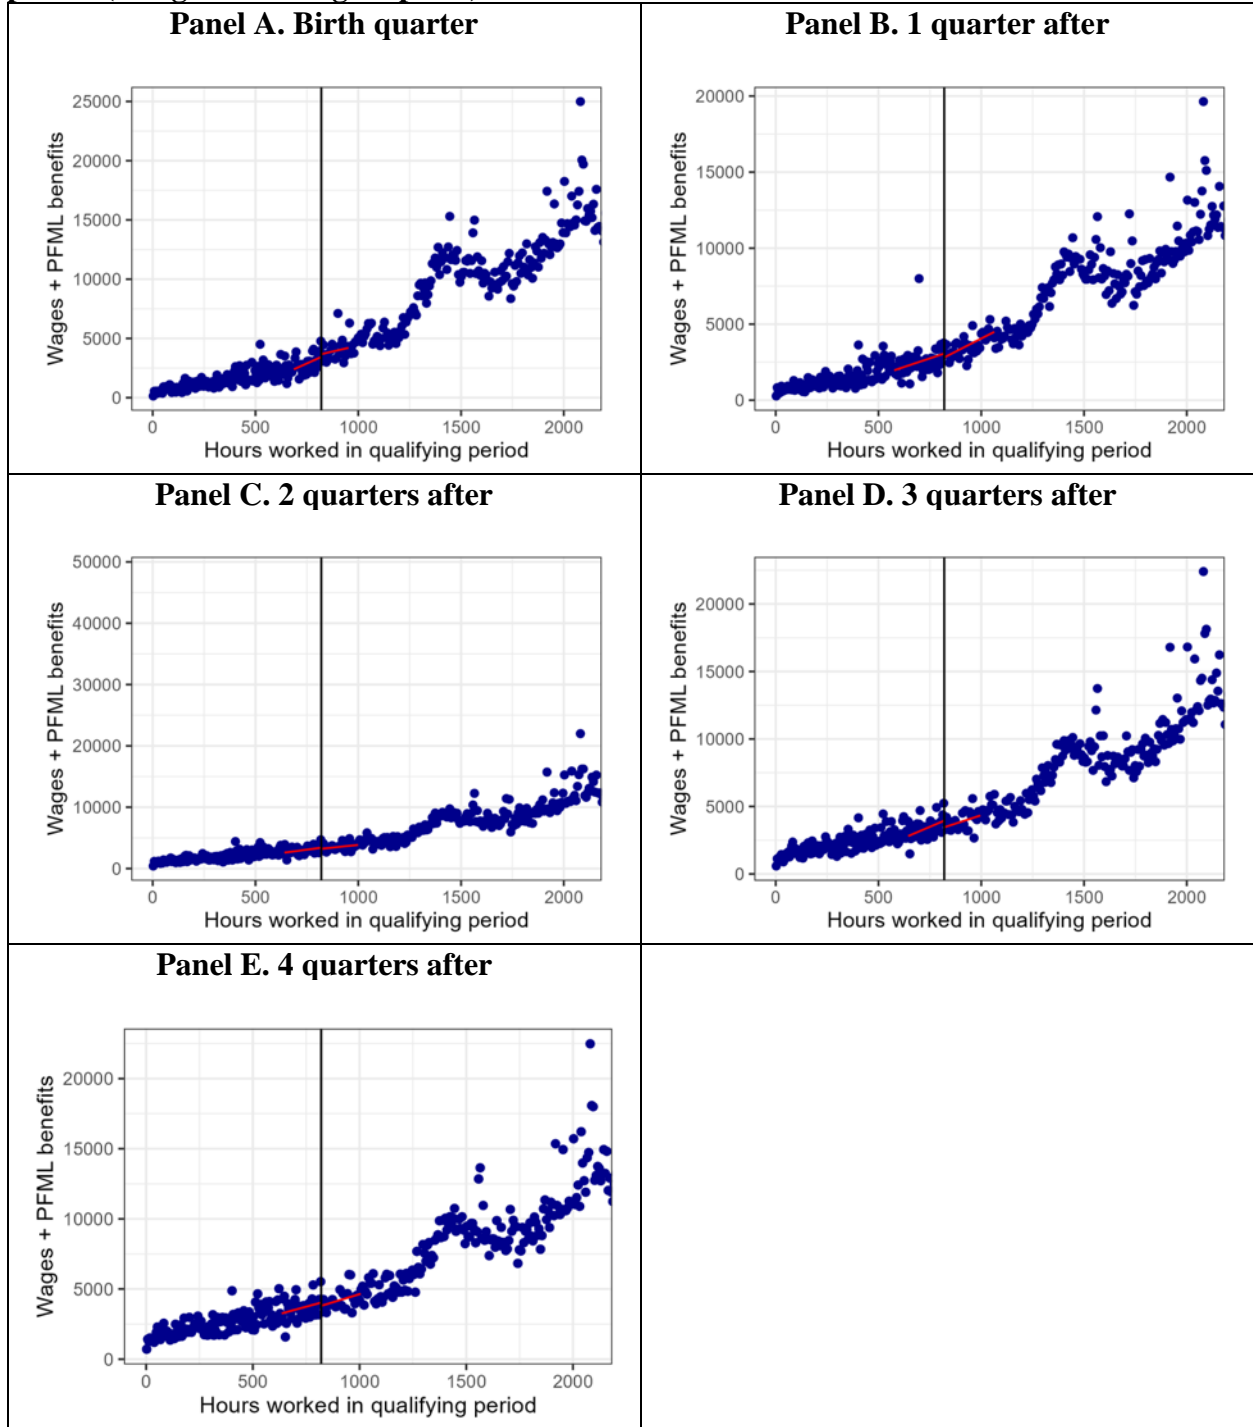 Panel A. Birth quarter
Wages + PFML benefits
25000
20000
15000
10000
5000
0
0 500 1000 1500 2000
Hours worked in qualifying period
Panel B. 1 quarter after
Wages + PFML benefits
20000
15000
10000
5000
0
0 500 1000 1500 2000
Hours worked in qualifying period
Panel C. 2 quarters after
Wages + PFML benefits
50000
40000
30000
20000
10000
0
0 500 1000 1500 2000
Hours worked in qualifying period
Panel D. 3 quarters after
Wages + PFML benefits
20000
15000
10000
5000
0
0 500 1000 1500 2000
Hours worked in qualifying period
Panel E. 4 quarters after
Wages + PFML benefits
20000
15000
10000
5000
0
0 500 1000 1500 2000
Hours worked in qualifying period